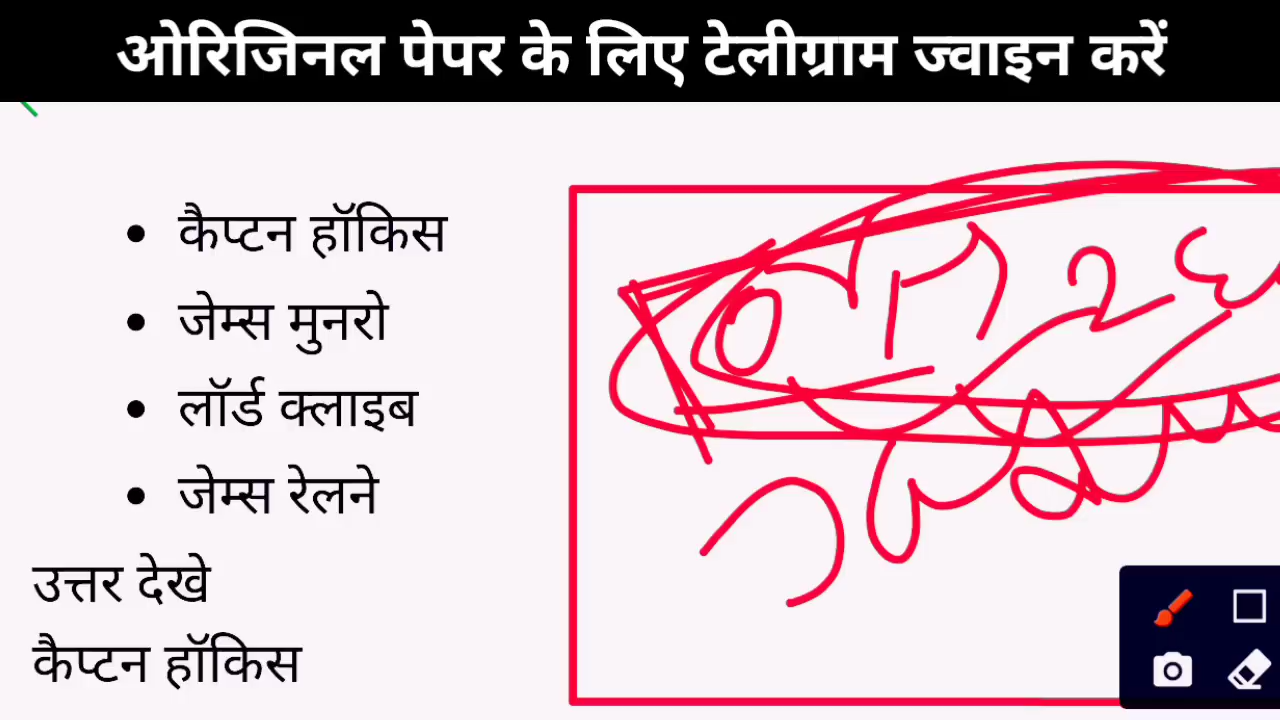 ओरिजिनल पेपर के लिए टेलीग्राम ज्वाइन करें
• कैप्टन हॉकिस
• जेम्स मुनरो
• लॉर्ड क्लाइब
• जेम्स रेलने
उत्तर देखे
कैप्टन हॉकिस